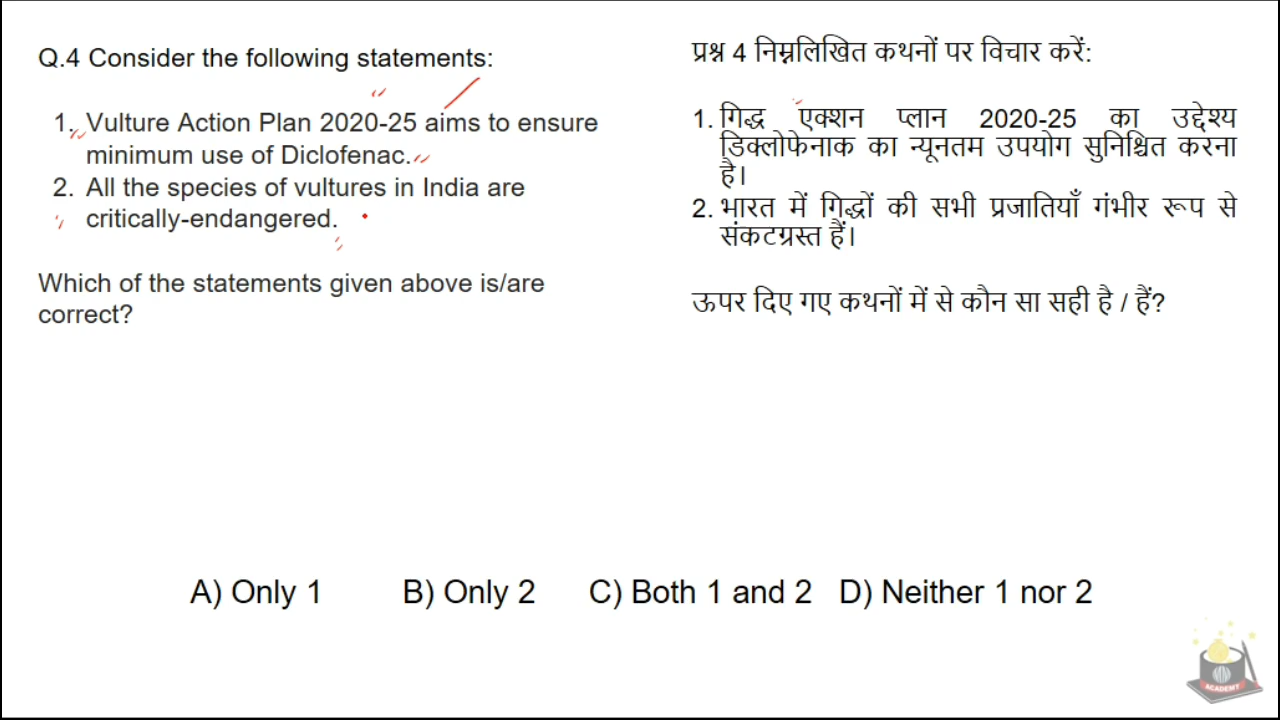 Q.4 Consider the following statements:
1. Vulture Action Plan 2020-25 aims to ensure
minimum use of Diclofenac.
2. All the species of vultures in India are
critically-endangered.
Which of the statements given above is/are
correct?
प्रश्न 4 निम्नलिखित कथनों पर विचार करें:
1. गिद्ध एक्शन प्लान 2020-25 का उद्देश्य
डिक्लोफेनाक का न्यूनतम उपयोग सुनिश्चित करना
है।
2. भारत में गिद्धों की सभी प्रजातियाँ गंभीर रूप से
संकटग्रस्त हैं।
ऊपर दिए गए कथनों में से कौन सा सही है / हैं?
A) Only 1 B) Only 2 C) Both 1 and 2 D) Neither 1 nor 2
ACADEMY